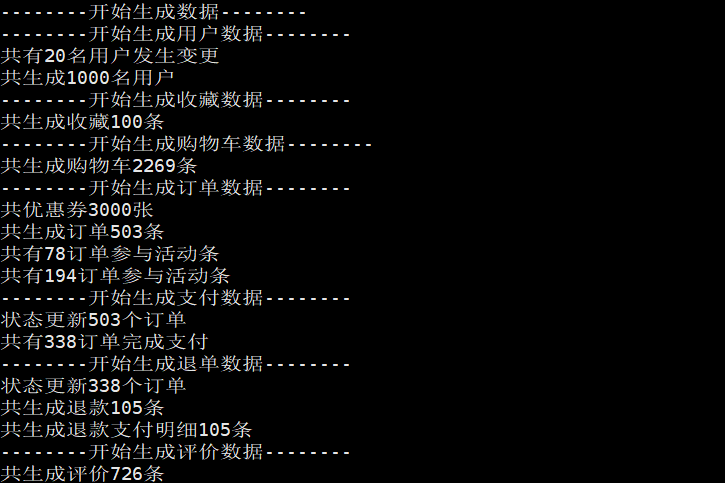 --------开始生成数据--------
--------开始生成用户数据--------
共有20名用户发生变更
共生成1000名用户
--------开始生成收藏数据--------
共生成收藏100条
--------开始生成购物车数据--------
共生成购物车2269条
--------开始生成订单数据--------
共优惠券3000张
共生成订单503条
共有78订单参与活动条
共有194订单参与活动条
--------开始生成支付数据--------
状态更新503个订单
共有338订单完成支付
--------开始生成退单数据--------
状态更新338个订单
共生成退款105条
共生成退款支付明细105条
--------开始生成评价数据--------
共生成评价726条